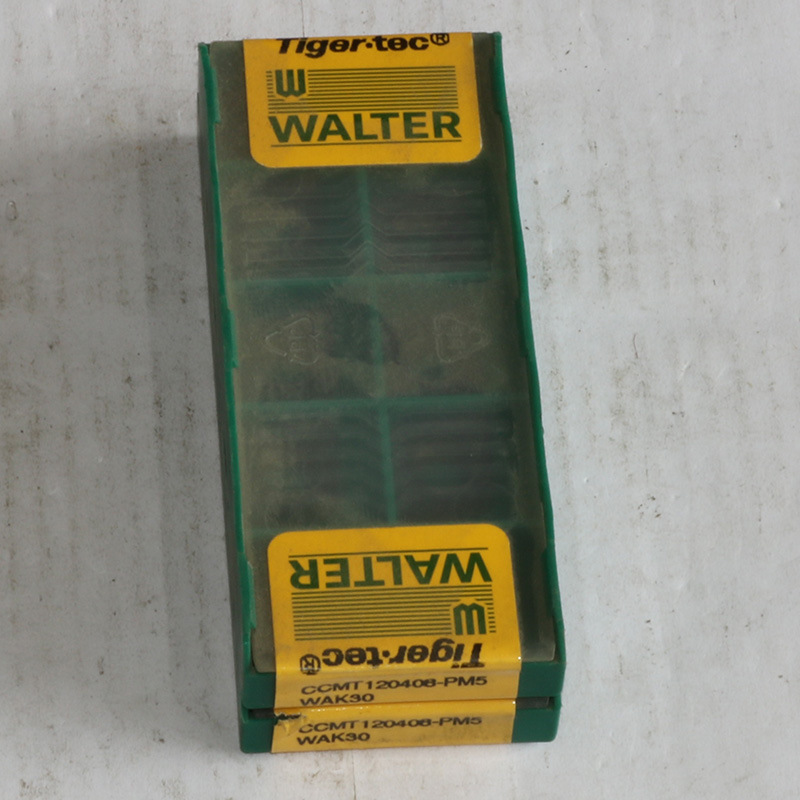 Tiger·tec®
WALTER
WALTER
Tiger·tec®
CCMT120408-PM5
WAK30
CCMT120408-PM5
WAK30